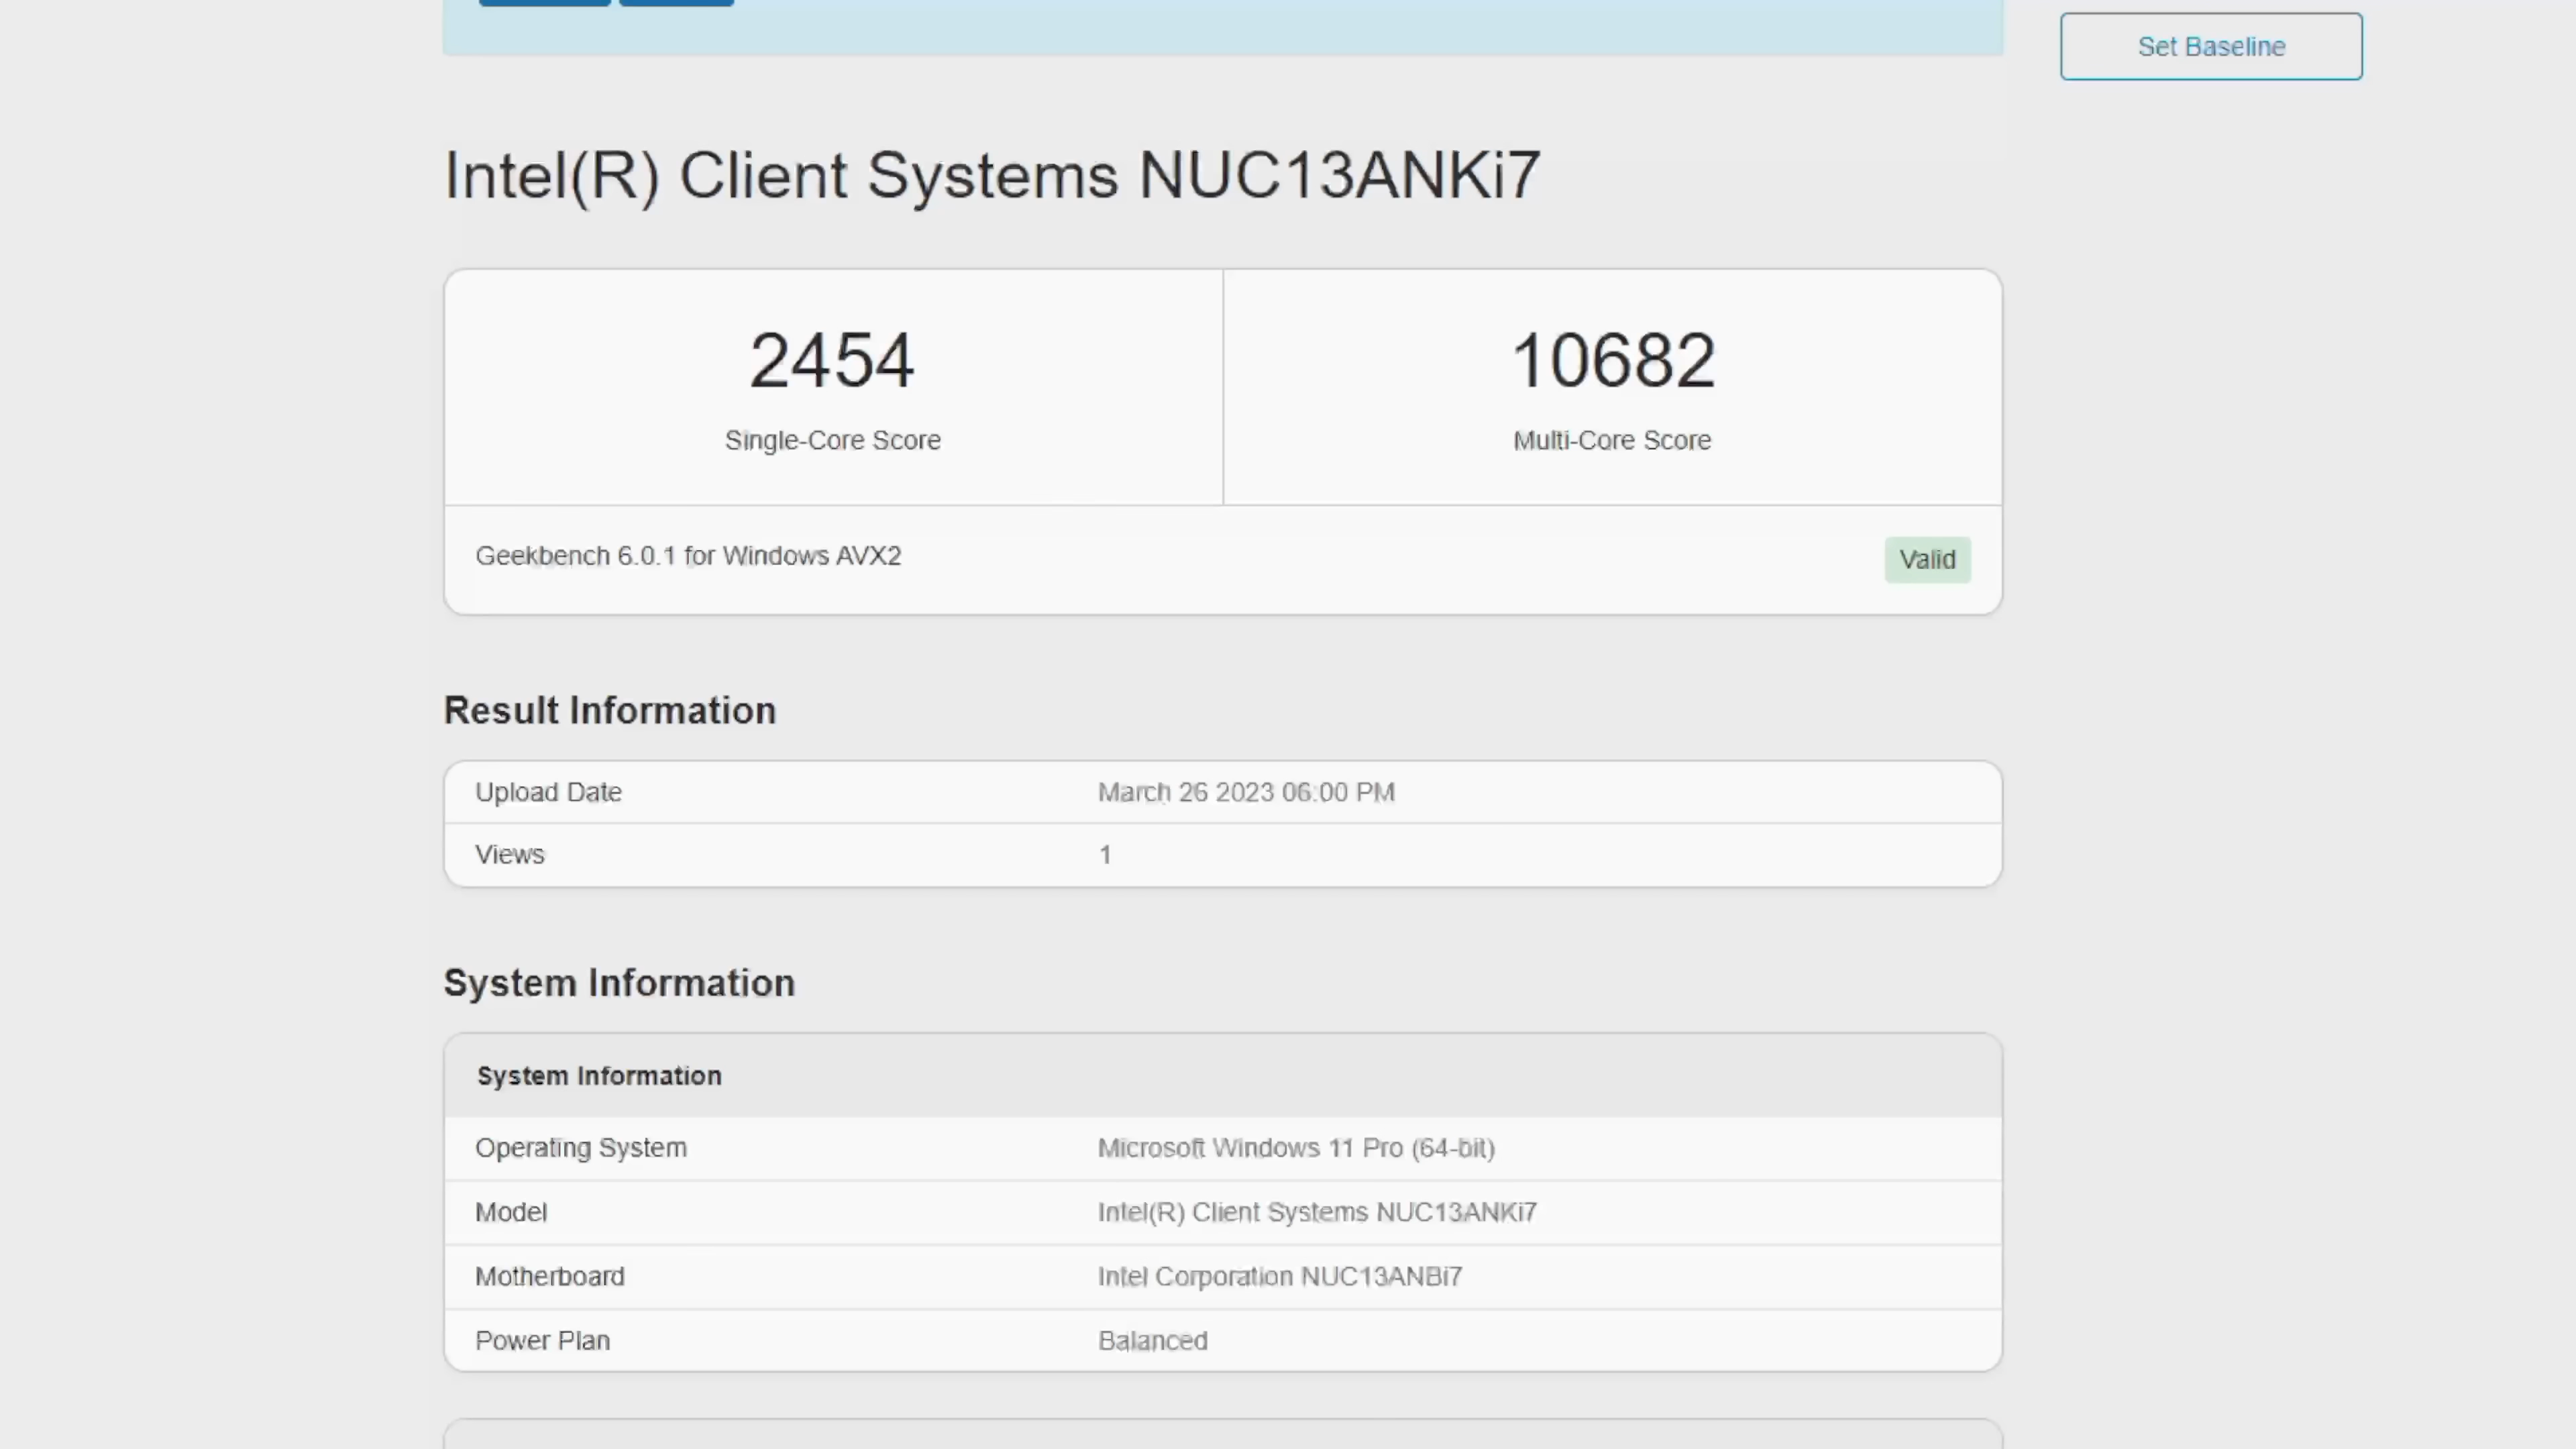 Set Baseline
Intel(R) Client Systems NUC13ANKi7
2454
10682
Single-Core Score
Multi-Core Score
Geekbench 6.0.1 for Windows AVX2
Valid
Result Information
Upload Date March 26 2023 06:00 PM
Views 1
System Information
System Information
Operating System Microsoft Windows 11 Pro (64-bit)
Model Intel(R) Client Systems NUC13ANKi7
Motherboard Intel Corporation NUC13ANBi7
Power Plan Balanced